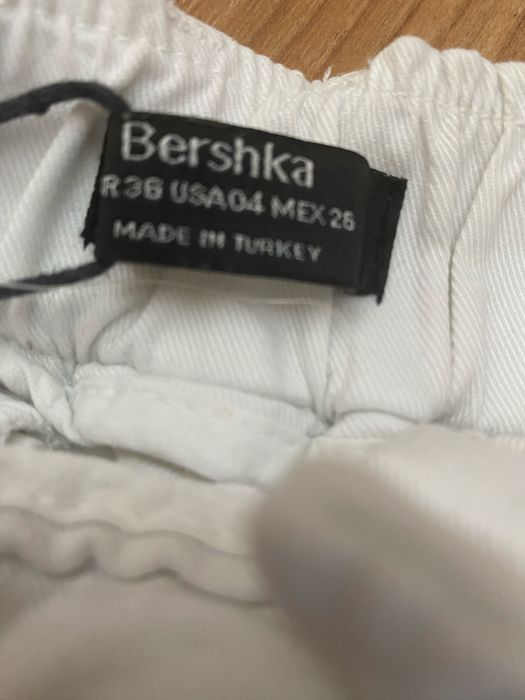 Bershka
R 36 USA 04 MEX 26
MADE IN TURKEY